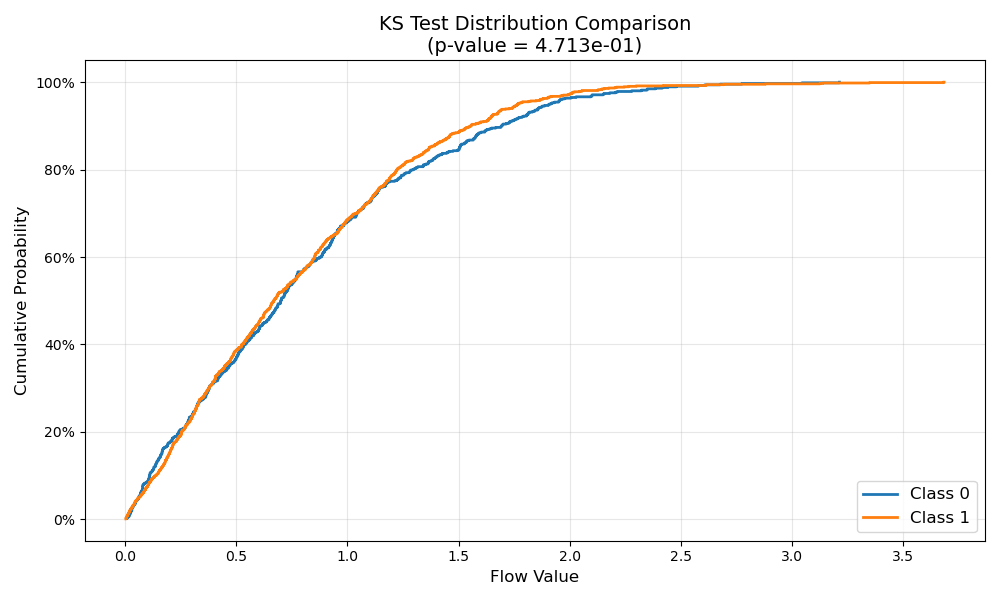 KS Test Distribution Comparison
(p-value = 4.713e-01)
Cumulative Probability
100%
80%
60%
40%
20%
0%
0.0 0.5 1.0 1.5 2.0 2.5 3.0 3.5
Flow Value
Class 0
Class 1